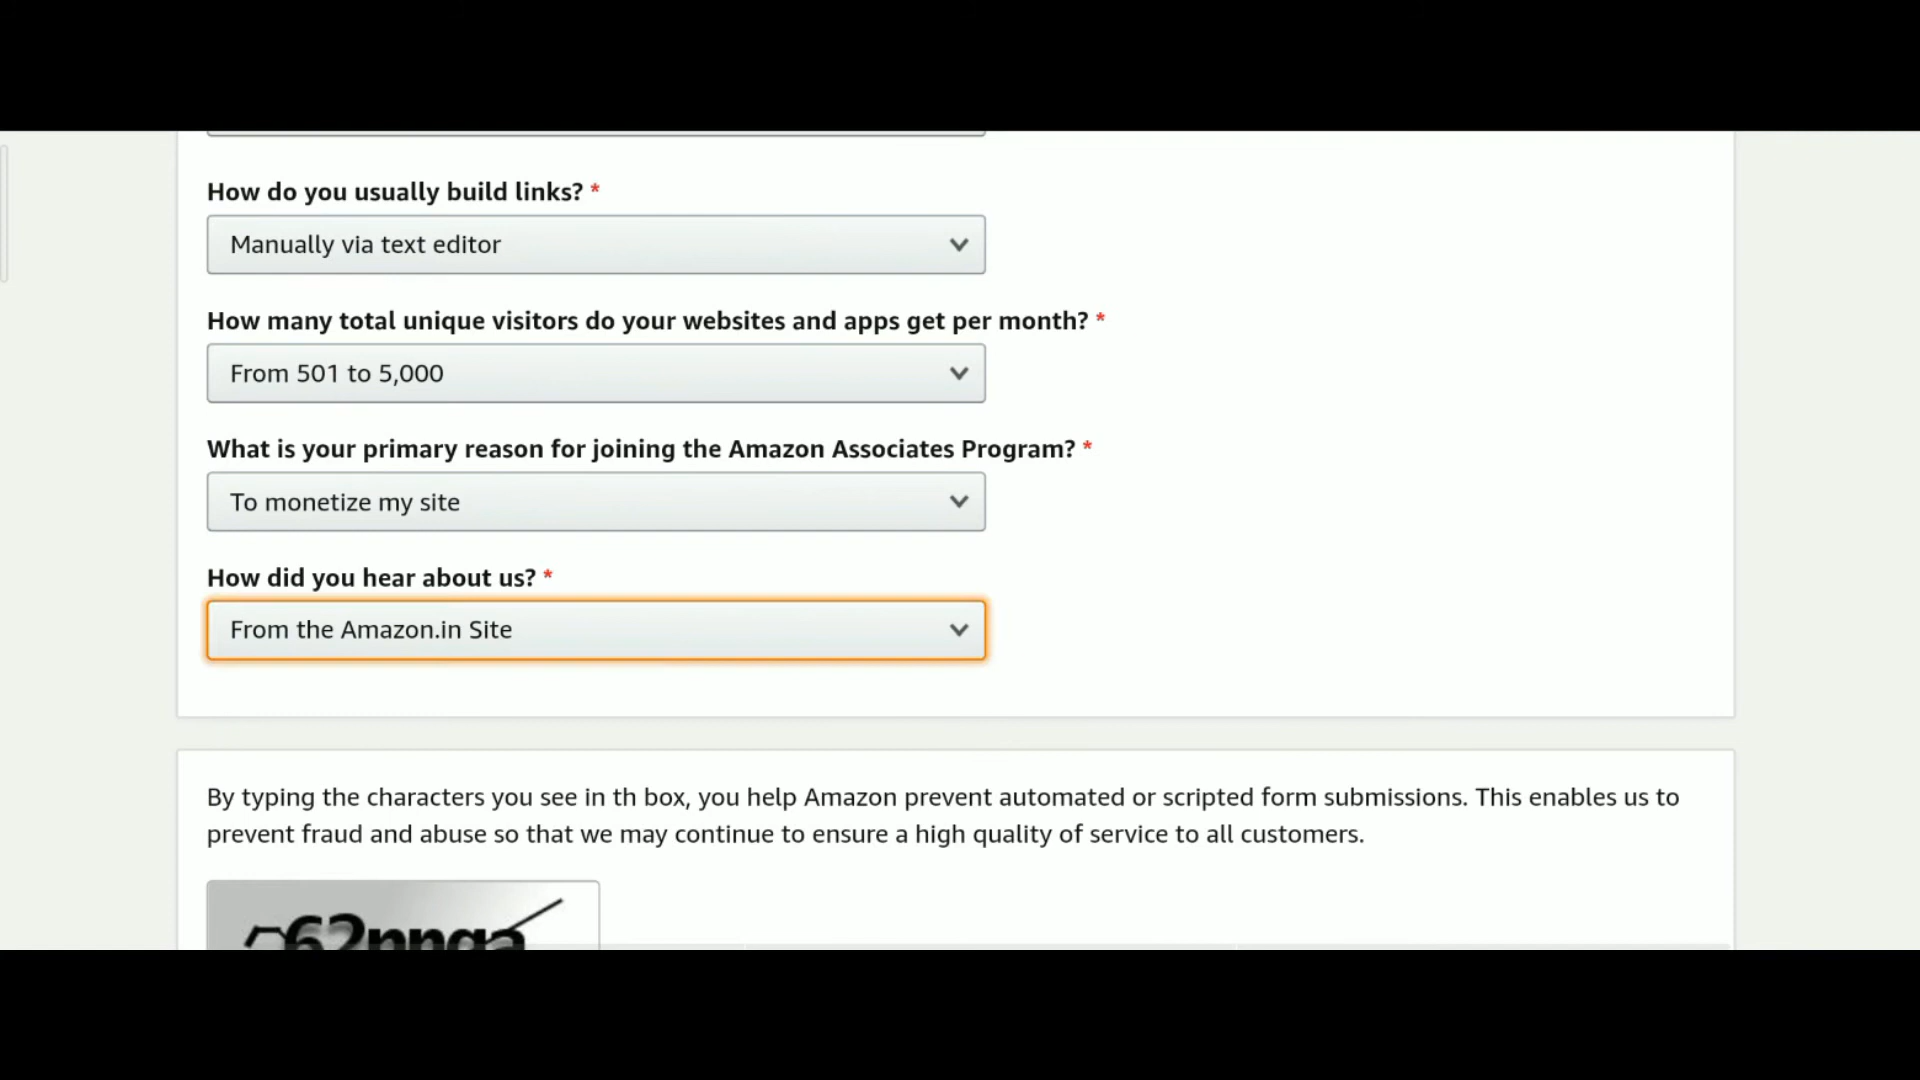 How do you usually build links? *
Manually via text editor
How many total unique visitors do your websites and apps get per month? *
From 501 to 5,000
What is your primary reason for joining the Amazon Associates Program? *
To monetize my site
How did you hear about us? *
From the Amazon.in Site
By typing the characters you see in th box, you help Amazon prevent automated or scripted form submissions. This enables us to
prevent fraud and abuse so that we may continue to ensure a high quality of service to all customers.